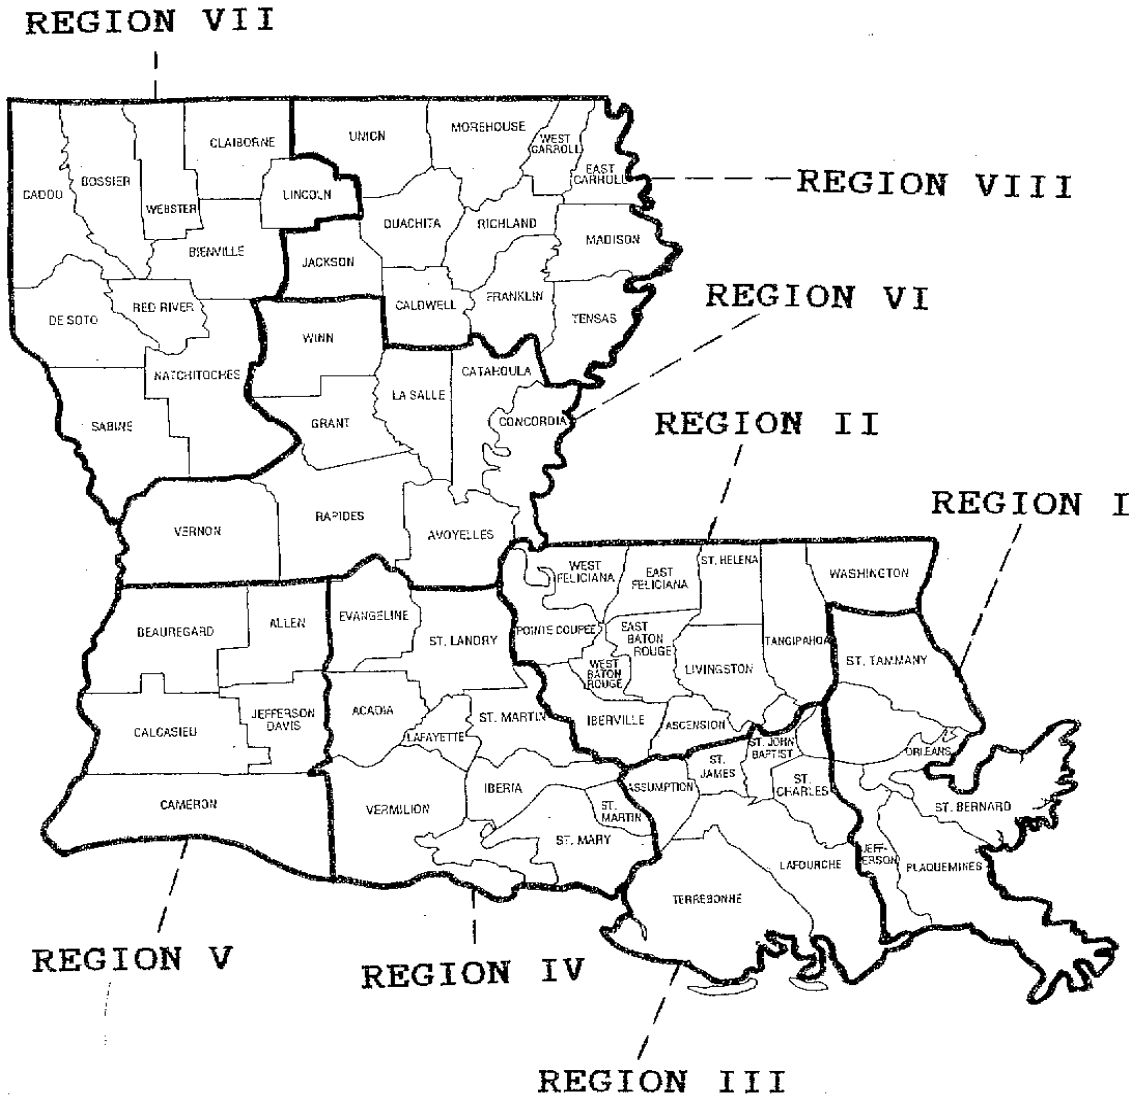 REGION VII
CLAIBORNE
UNION
MOREHOUSE
WEST
CARROLL
EAST
CARROLL
CADDO
BOSSIER
WEBSTER
LINCOLN
REGION VIII
OUACHITA
RICHLAND
MADISON
BIENVILLE
JACKSON
REGION VI
DE SOTO
RED RIVER
CALDWELL
FRANKLIN
TENSAS
WINN
NATCHITOCHES
CATAHOULA
LA SALLE
SABINE
GRANT
CONCORDIA
REGION II
REGION I
VERNON
RAPIDES
AVOYELLES
WEST
FELICIANA
EAST
FELICIANA
ST. HELENA
WASHINGTON
BEAUREGARD
ALLEN
EVANGELINE
ST. LANDRY
POINTE COUPEE
EAST
BATON
ROUGE
TANGIPAHOA
WEST
BATON
ROUGE
LIVINGSTON
ST. TAMMANY
CALCASIEU
JEFFERSON
DAVIS
ACADIA
LAFAYETTE
ST. MARTIN
IBERVILLE
ASCENSION
ST. JOHN
BAPTIST
ORLEANS
ST.
JAMES
ST.
CHARLES
CAMERON
VERMILION
IBERIA
ST.
MARTIN
ASSUMPTION
ST. BERNARD
ST. MARY
LAFOURCHE
JEFF-
ERSON
PLAQUEMINES
TERREBONNE
REGION V
REGION IV
REGION III